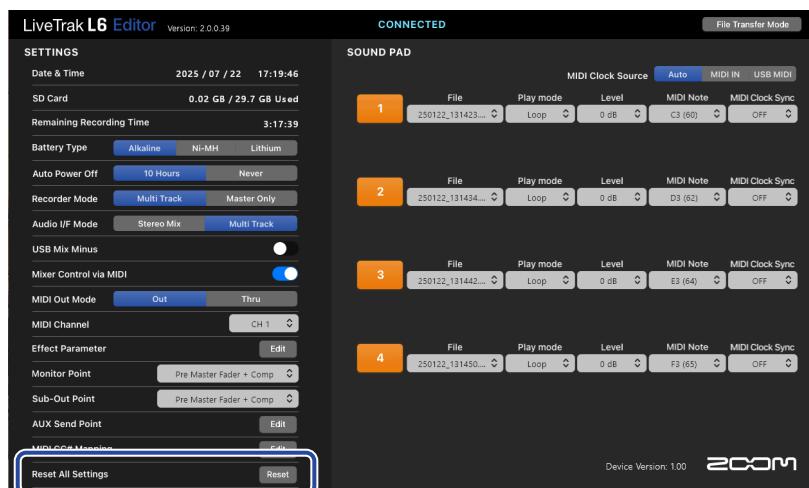 LiveTrak L6 Editor Version: 2.0.0.39
CONNECTED
File Transfer Mode
SETTINGS
Date & Time 2025 / 07 / 22 17:19:46
SD Card 0.02 GB / 29.7 GB Used
Remaining Recording Time 3:17:39
Battery Type Alkaline Ni-MH Lithium
Auto Power Off 10 Hours Never
Recorder Mode Multi Track Master Only
Audio I/F Mode Stereo Mix Multi Track
USB Mix Minus
Mixer Control via MIDI
MIDI Out Mode Out Thru
MIDI Channel CH 1
Effect Parameter Edit
Monitor Point Pre Master Fader + Comp
Sub-Out Point Pre Master Fader + Comp
AUX Send Point Edit
MIDI CC# Mapping Edit
Reset All Settings Reset
SOUND PAD
MIDI Clock Source Auto MIDI IN USB MIDI
File Play mode Level MIDI Note MIDI Clock Sync
1 250122_131423.... Loop 0 dB C3 (60) OFF
File Play mode Level MIDI Note MIDI Clock Sync
2 250122_131434.... Loop 0 dB D3 (62) OFF
File Play mode Level MIDI Note MIDI Clock Sync
3 250122_131442.... Loop 0 dB E3 (64) OFF
File Play mode Level MIDI Note MIDI Clock Sync
4 250122_131450.... Loop 0 dB F3 (65) OFF
Device Version: 1.00 ZOOM